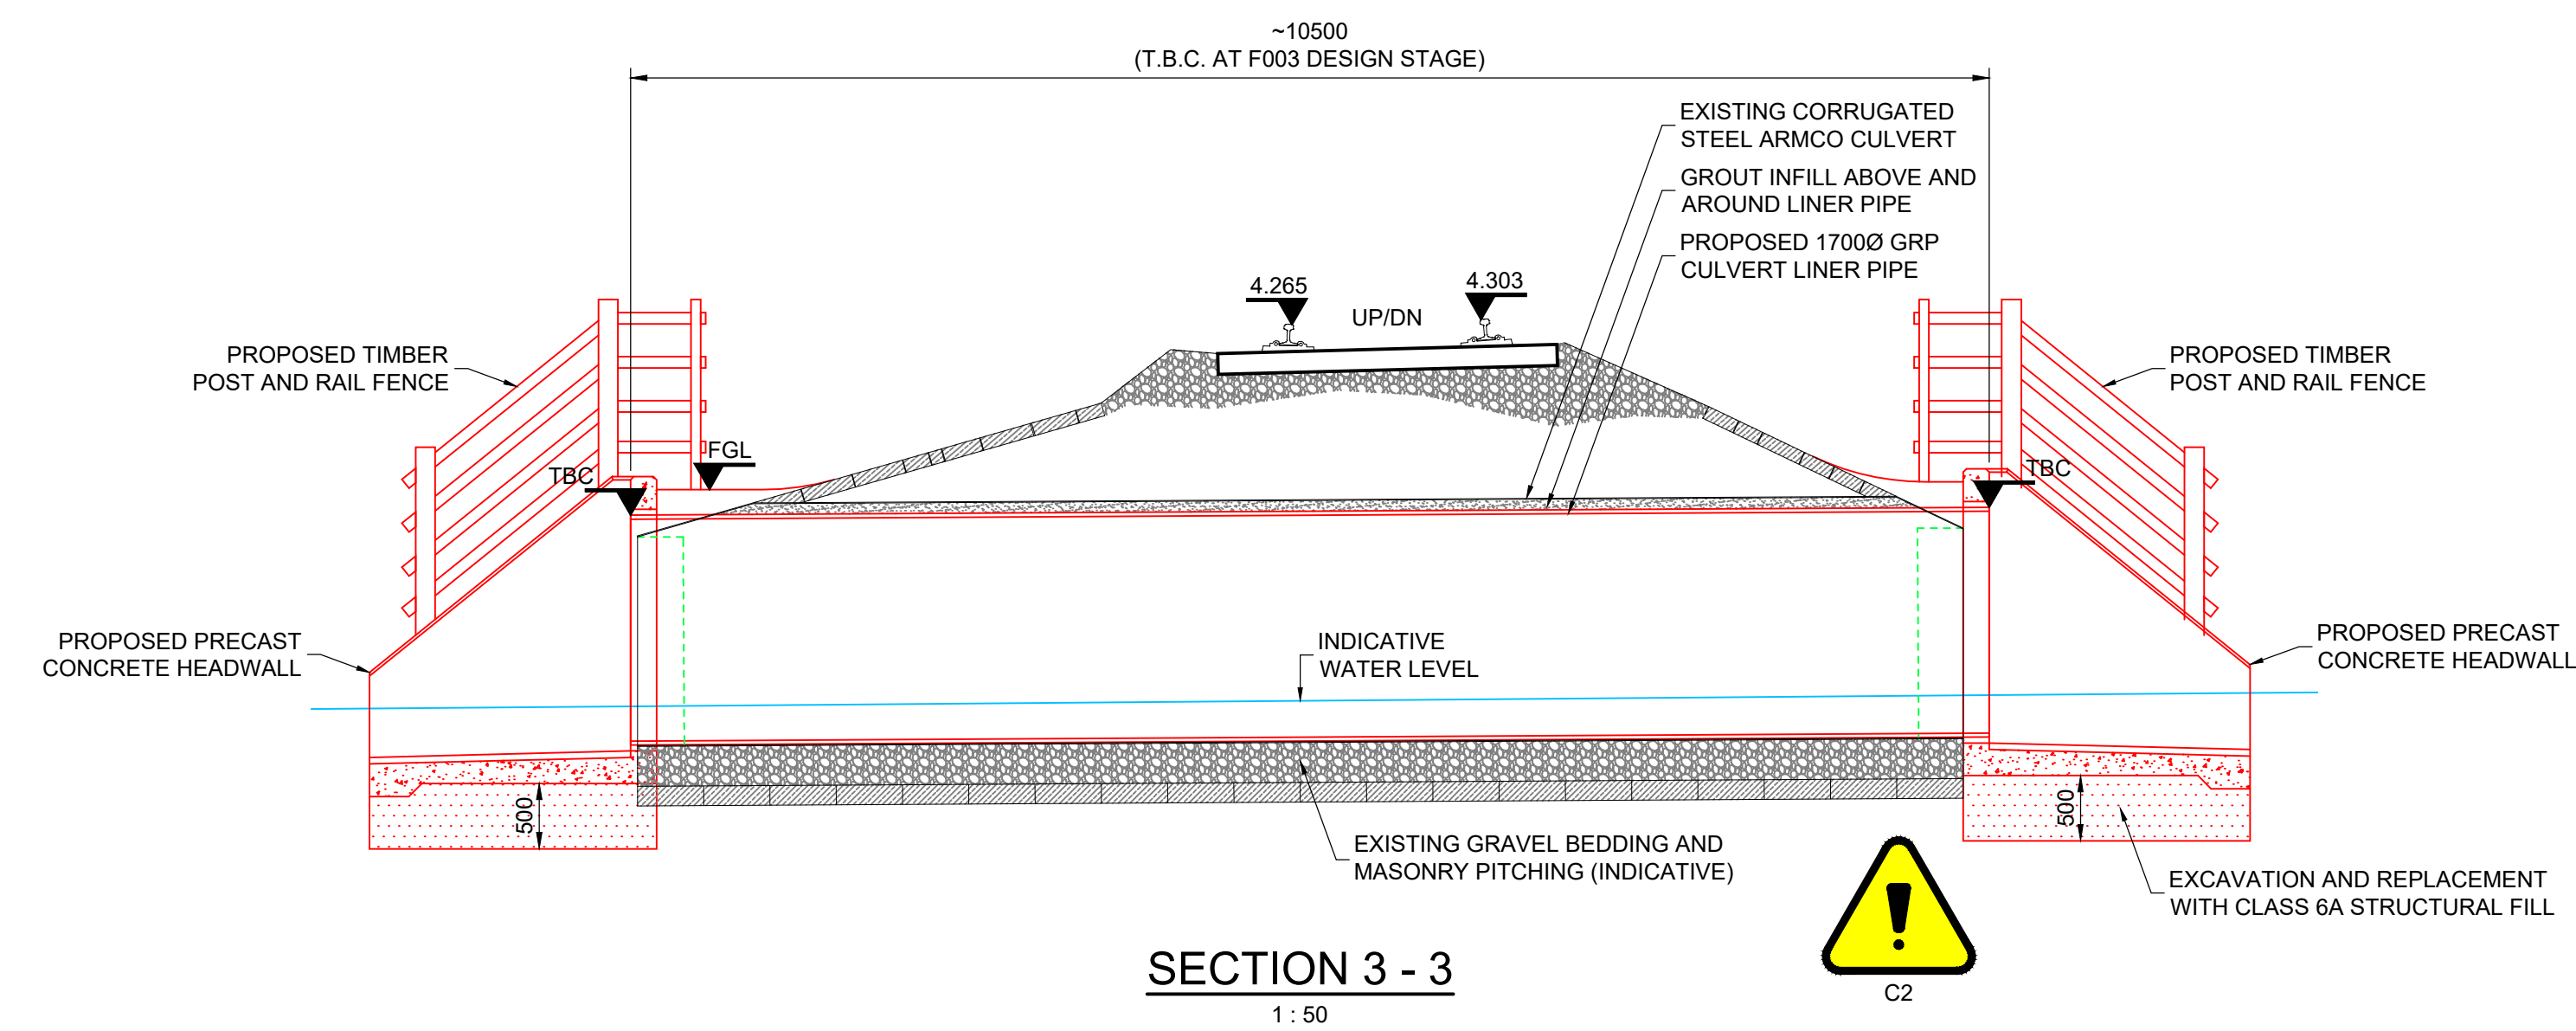 ~10500
(T.B.C. AT F003 DESIGN STAGE)
EXISTING CORRUGATED
STEEL ARMCO CULVERT
GROUT INFILL ABOVE AND
AROUND LINER PIPE
PROPOSED 1700Ø GRP
CULVERT LINER PIPE
4.265
4.303
UP/DN
PROPOSED TIMBER
POST AND RAIL FENCE
PROPOSED TIMBER
POST AND RAIL FENCE
FGL
TBC
TBC
PROPOSED PRECAST
CONCRETE HEADWALL
INDICATIVE
WATER LEVEL
PROPOSED PRECAST
CONCRETE HEADWALL
500
500
EXISTING GRAVEL BEDDING AND
MASONRY PITCHING (INDICATIVE)
EXCAVATION AND REPLACEMENT
WITH CLASS 6A STRUCTURAL FILL
!
C2
SECTION 3 - 3
1 : 50